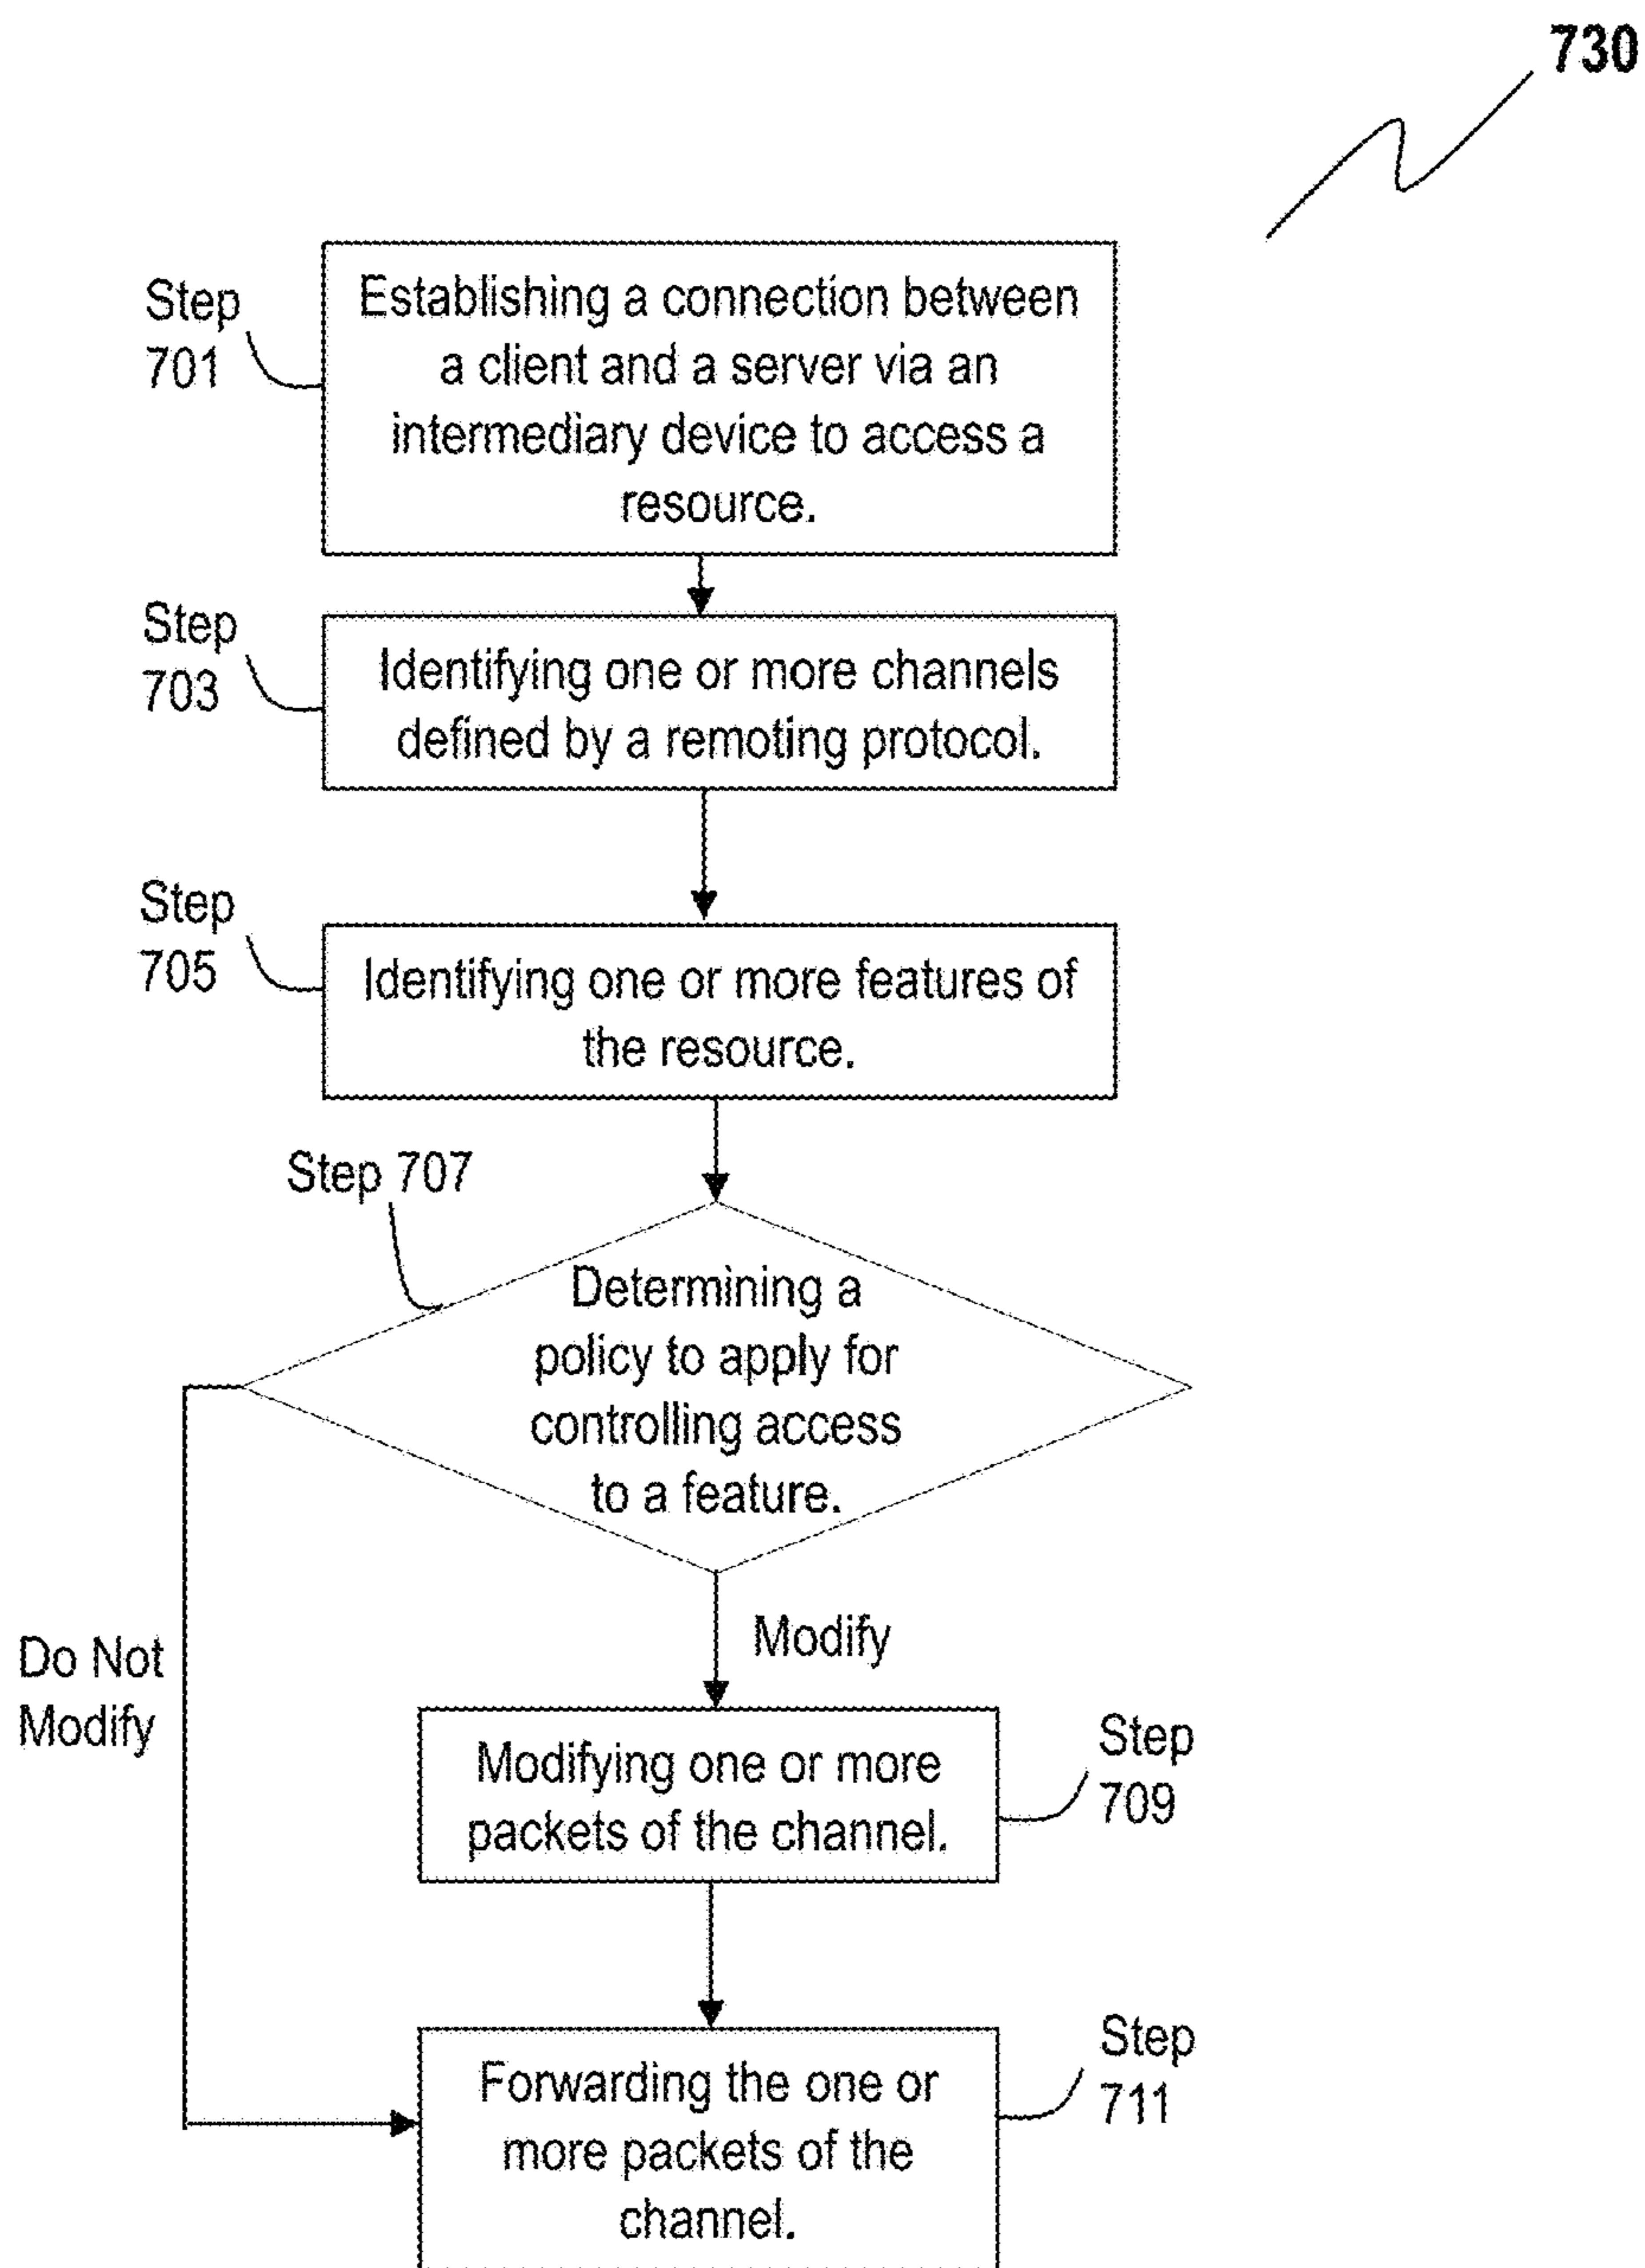 730
Step
701
Establishing a connection between
a client and a server via an
intermediary device to access a
resource.
Step
703
Identifying one or more channels
defined by a remoting protocol.
Step
705
Identifying one or more features of
the resource.
Step 707
Determining a
policy to apply for
controlling access
to a feature.
Do Not
Modify
Modify
Modifying one or more
packets of the channel.
Step
709
Forwarding the one or
more packets of the
channel.
Step
711